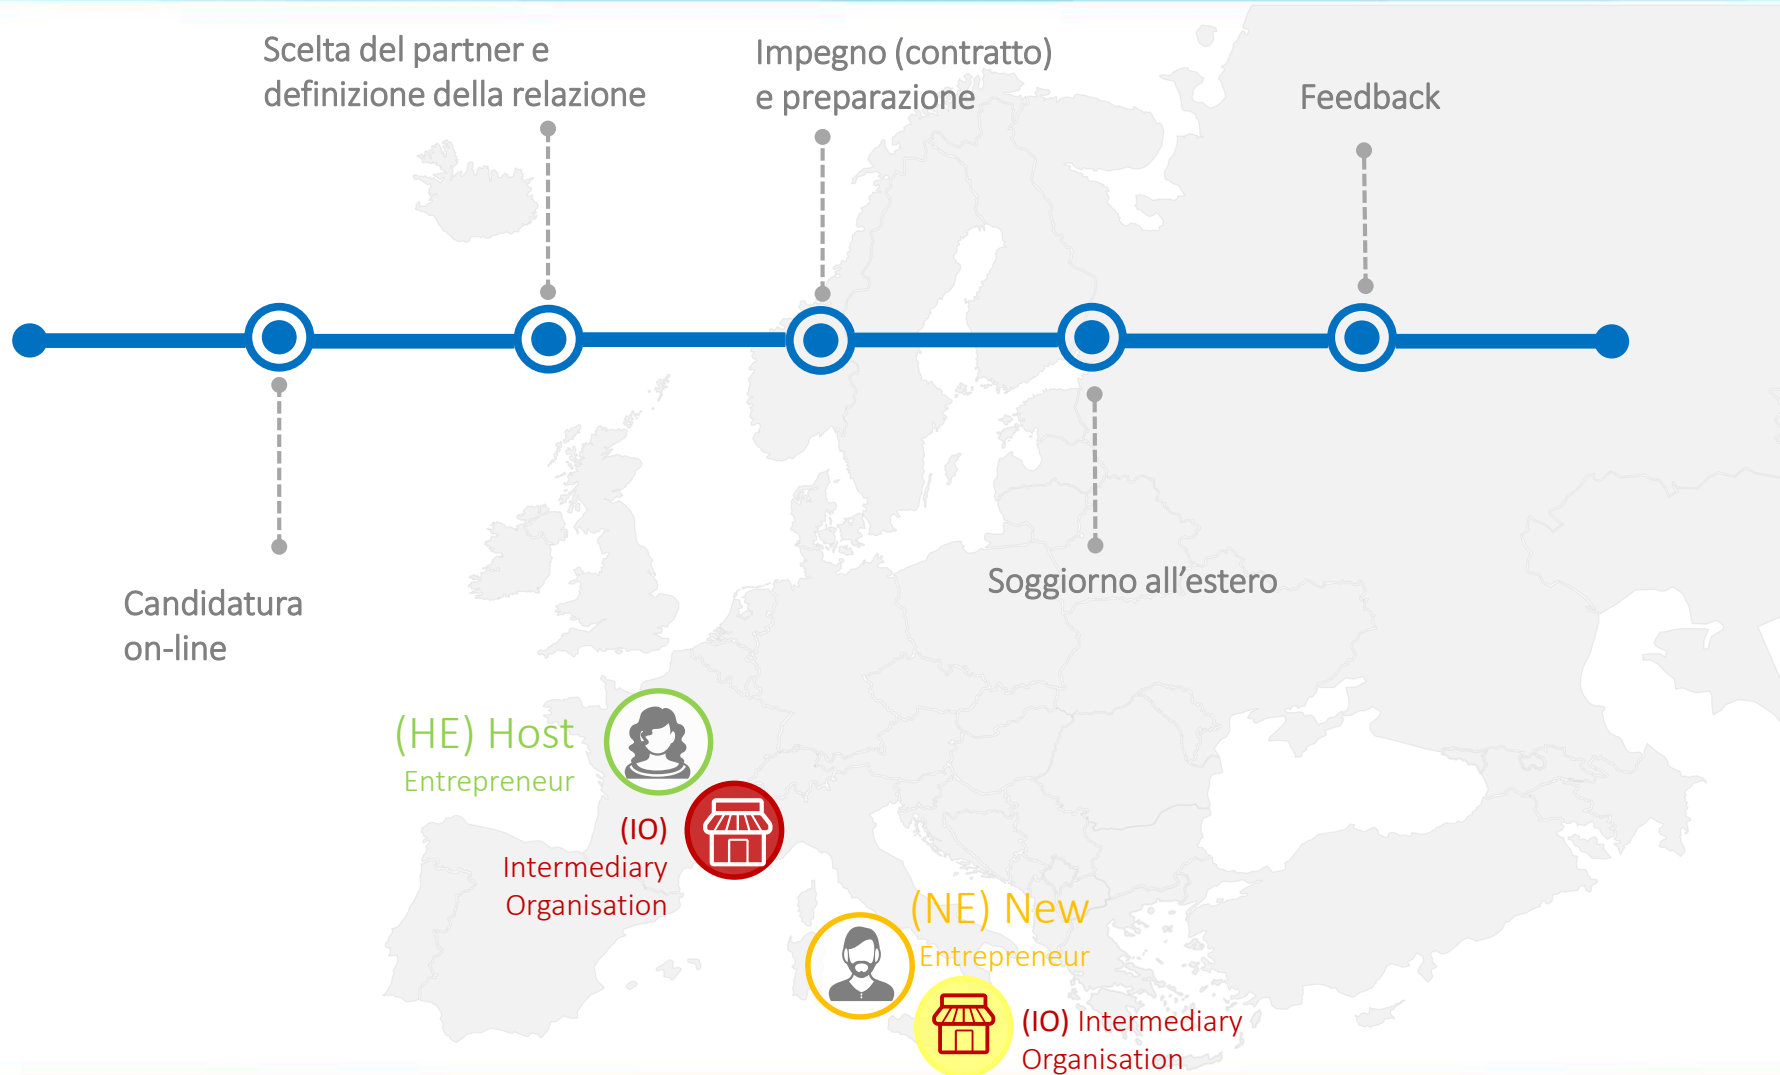 Scelta del partner e
definizione della relazione
Impegno (contratto)
e preparazione
Feedback
Candidatura
on-line
Soggiorno all’estero
(HE) Host
Entrepreneur
(IO)
Intermediary
Organisation
(NE) New
Entrepreneur
(IO) Intermediary
Organisation